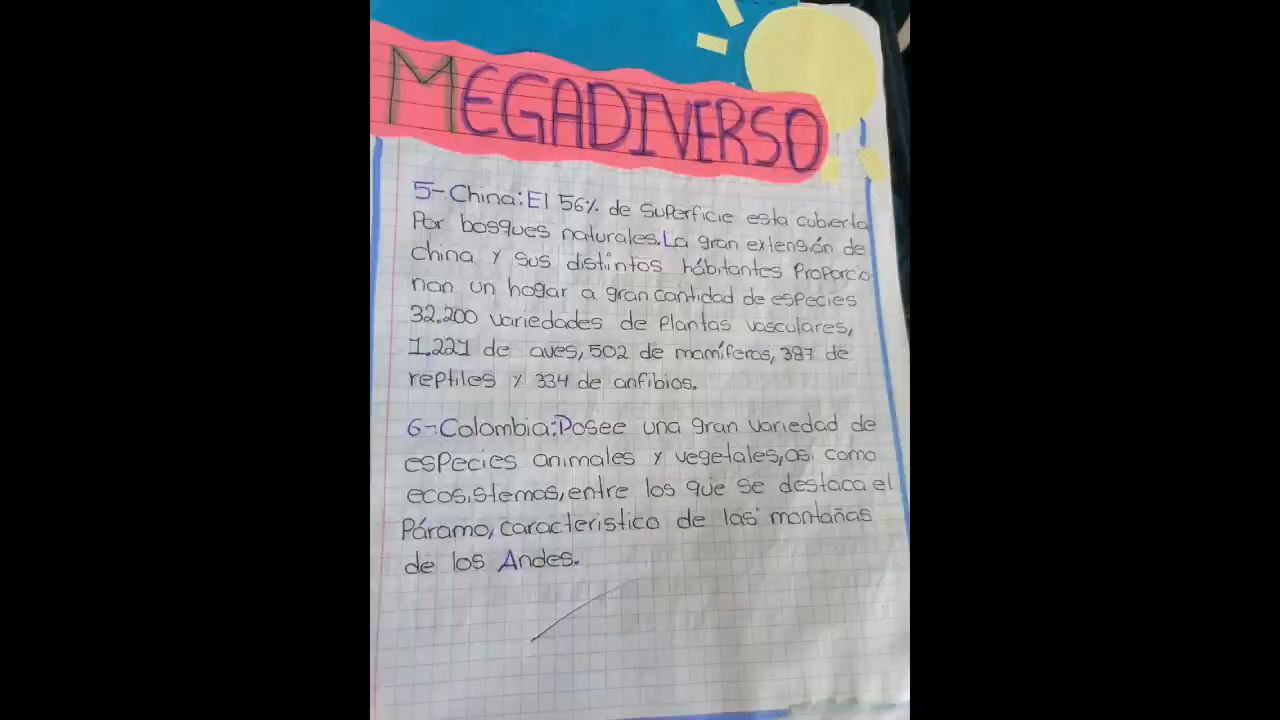 MEGADIVERSO
5-China: El 56% de superficie esta cubierta
Por bosques naturales. La gran extensión de
china y sus distintos hábitantes Proporcio
nan un hogar a gran cantidad de especies
32.200 variedades de Plantas vasculares,
1.221 de aves, 502 de mamíferos, 387 de
reptiles y 334 de anfibios.
6-Colombia: Posee una gran variedad de
especies animales y vegetales, asi como
ecosistemas, entre los que se destaca el
Páramo, caracteristico de las montañas
de los Andes.